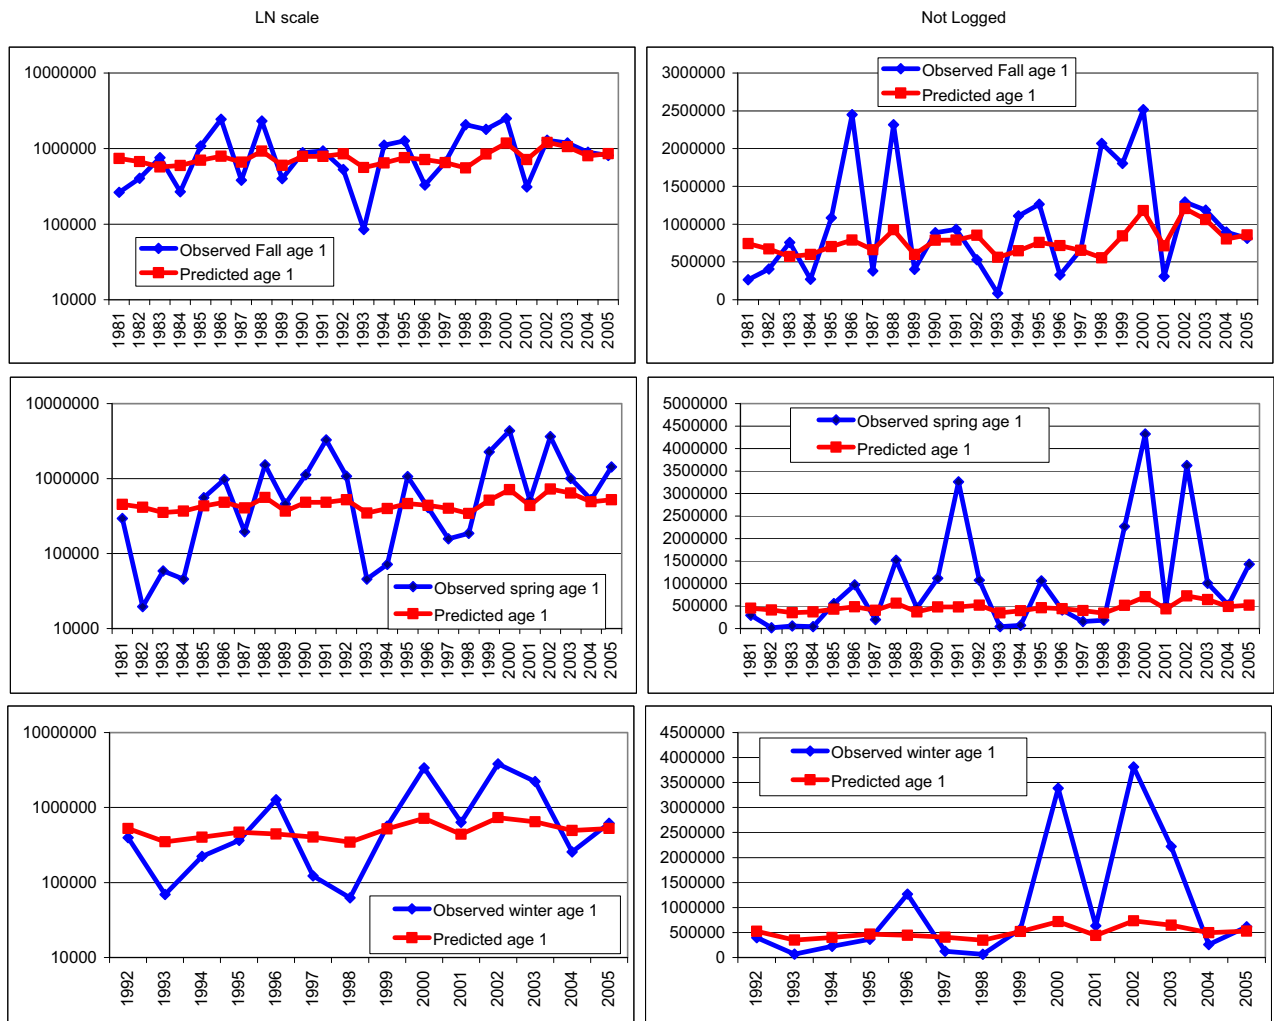 LN scale
Not Logged
10000000
1000000
100000
10000
Observed Fall age 1
Predicted age 1
1981 1982 1983 1984 1985 1986 1987 1988 1989 1990 1991 1992 1993 1994 1995 1996 1997 1998 1999 2000 2001 2002 2003 2004 2005
3000000
2500000
2000000
1500000
1000000
500000
0
Observed Fall age 1
Predicted age 1
1981 1982 1983 1984 1985 1986 1987 1988 1989 1990 1991 1992 1993 1994 1995 1996 1997 1998 1999 2000 2001 2002 2003 2004 2005
10000000
1000000
100000
10000
Observed spring age 1
Predicted age 1
1981 1982 1983 1984 1985 1986 1987 1988 1989 1990 1991 1992 1993 1994 1995 1996 1997 1998 1999 2000 2001 2002 2003 2004 2005
5000000
4500000
4000000
3500000
3000000
2500000
2000000
1500000
1000000
500000
0
Observed spring age 1
Predicted age 1
1981 1982 1983 1984 1985 1986 1987 1988 1989 1990 1991 1992 1993 1994 1995 1996 1997 1998 1999 2000 2001 2002 2003 2004 2005
10000000
1000000
100000
10000
Observed winter age 1
Predicted age 1
1992 1993 1994 1995 1996 1997 1998 1999 2000 2001 2002 2003 2004 2005
4500000
4000000
3500000
3000000
2500000
2000000
1500000
1000000
500000
0
Observed winter age 1
Predicted age 1
1992 1993 1994 1995 1996 1997 1998 1999 2000 2001 2002 2003 2004 2005